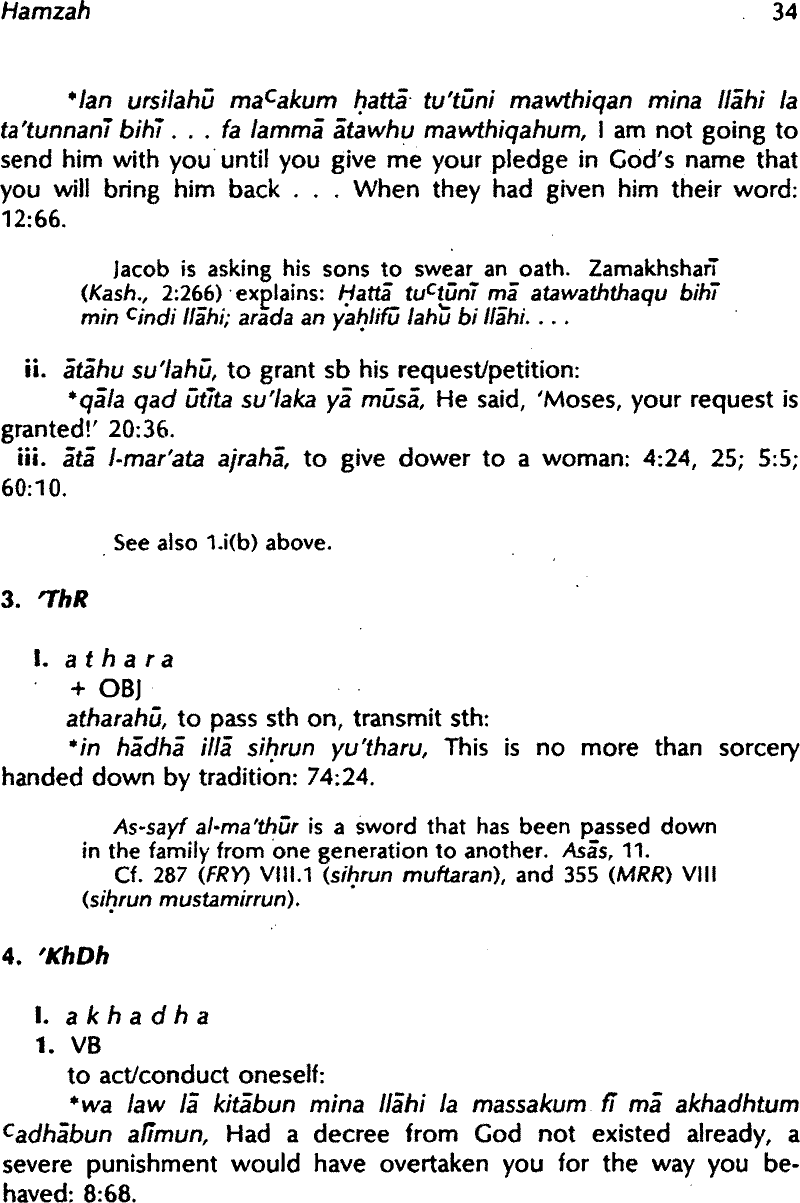 Hamzah 34
*lan ursilahū maᶜakum ḥattā tu'tūni mawthiqan mina llāhi la
ta'tunnanī bihī . . . fa lammā ātawhu mawthiqahum, I am not going to
send him with you until you give me your pledge in God's name that
you will bring him back . . . When they had given him their word:
12:66.
Jacob is asking his sons to swear an oath. Zamakhsharī
(Kash., 2:266) explains: Ḥattā tuᶜṭūnī mā atawaththaqu bihī
min ᶜindi llāhi; arāda an yaḥlifū lahū bi llāhi. . . .
ii. ātāhu su'lahū, to grant sb his request/petition:
*qāla qad ūtīta su'laka yā mūsā, He said, 'Moses, your request is
granted!' 20:36.
iii. ātā l-mar'ata ajrahā, to give dower to a woman: 4:24, 25; 5:5;
60:10.
See also 1.i(b) above.
3. 'ThR
I. a t h a r a
+ OBJ
atharahū, to pass sth on, transmit sth:
*in hādhā illā siḥrun yu'tharu, This is no more than sorcery
handed down by tradition: 74:24.
As-sayf al-ma'thūr is a sword that has been passed down
in the family from one generation to another. Asās, 11.
Cf. 287 (FRY) VIII.1 (siḥrun muftaran), and 355 (MRR) VIII
(siḥrun mustamirrun).
4. 'KhDh
I. a k h a d h a
1. VB
to act/conduct oneself:
*wa law lā kitābun mina llāhi la massakum fī mā akhadhtum
ᶜadhābun alīmun, Had a decree from God not existed already, a
severe punishment would have overtaken you for the way you be-
haved: 8:68.